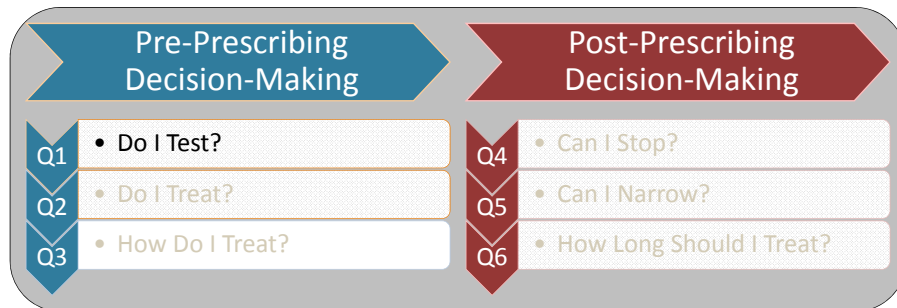 Pre-Prescribing
Decision-Making
Q1
• Do I Test?
Q2
• Do I Treat?
Q3
• How Do I Treat?
Post-Prescribing
Decision-Making
Q4
• Can I Stop?
Q5
• Can I Narrow?
Q6
• How Long Should I Treat?